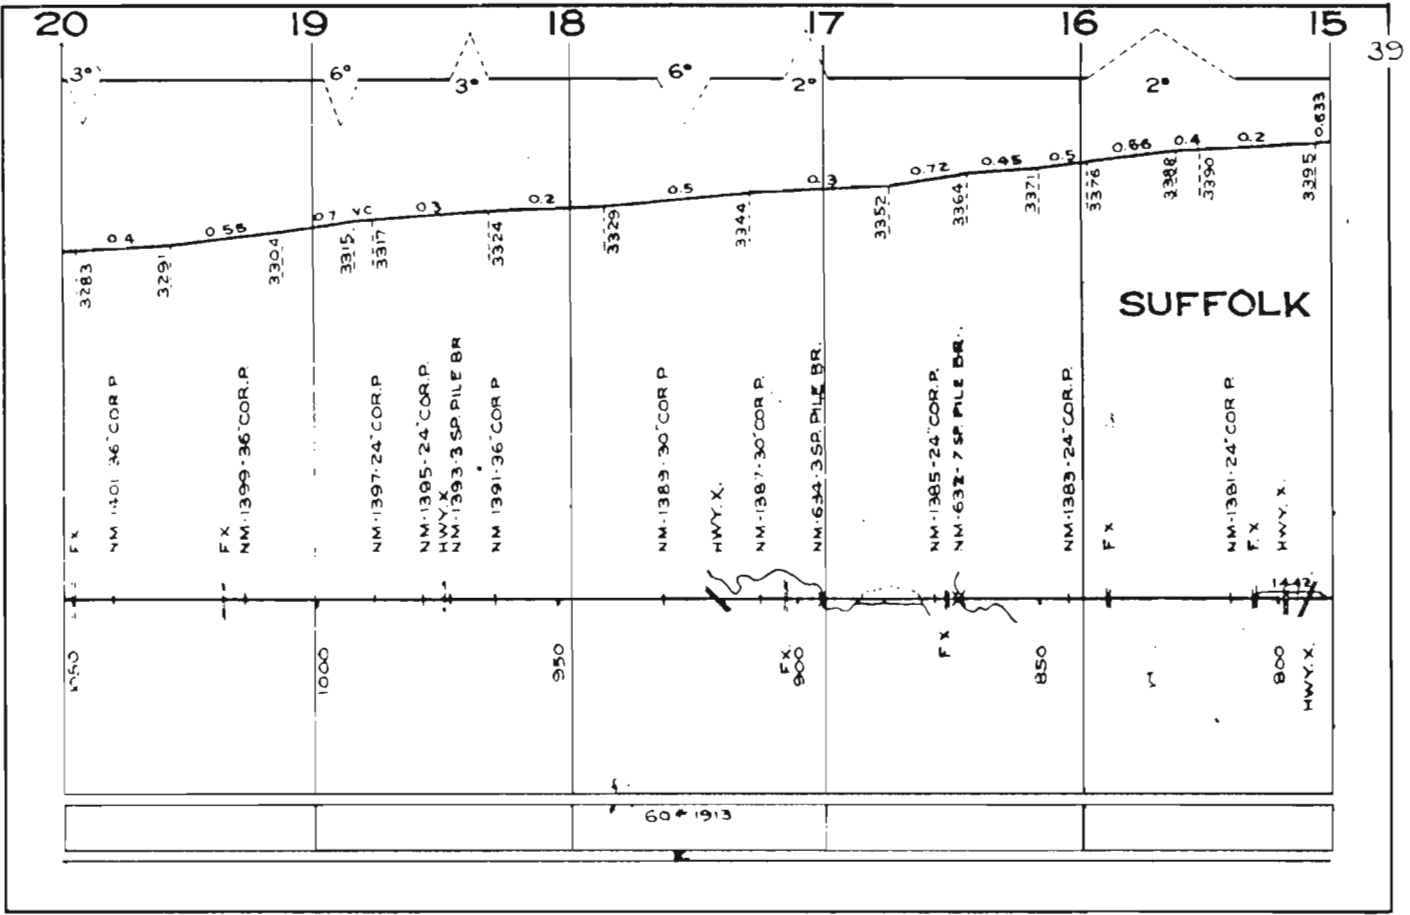 20 19 18 17 16 15
39
3° 6° 3° 6° 2° 2°
0.4 0.58 0.7 VC 0.3 0.2 0.5 0.3 0.72 0.45 0.5 0.66 0.4 0.2 0.633
3283 3291 3304 3315 3317 3324 3329 3344 3352 3364 3371 3376 3388 3390 3395
SUFFOLK
FX
NM 1401 36" COR P
FX
NM-1399-36" COR.P.
NM-1397-24" COR.P
NM-1395-24" COR.P.
HWY.X
NM-1393-3 SP. PILE BR
NM 1391-36" COR P
NM-1389-30" COR P
HWY.X.
NM-1387-30" COR P.
NM-634-3 SP. PILE BR.
NM-1385-24" COR.P.
NM-632-7 SP. PILE BR.
NM-1383-24" COR.P.
FX
NM-1381-24" COR P.
F.X
HWY.X.
1442
1050 1000 950 FX. 900 FX 850 800 HWY.X.
60# 1913